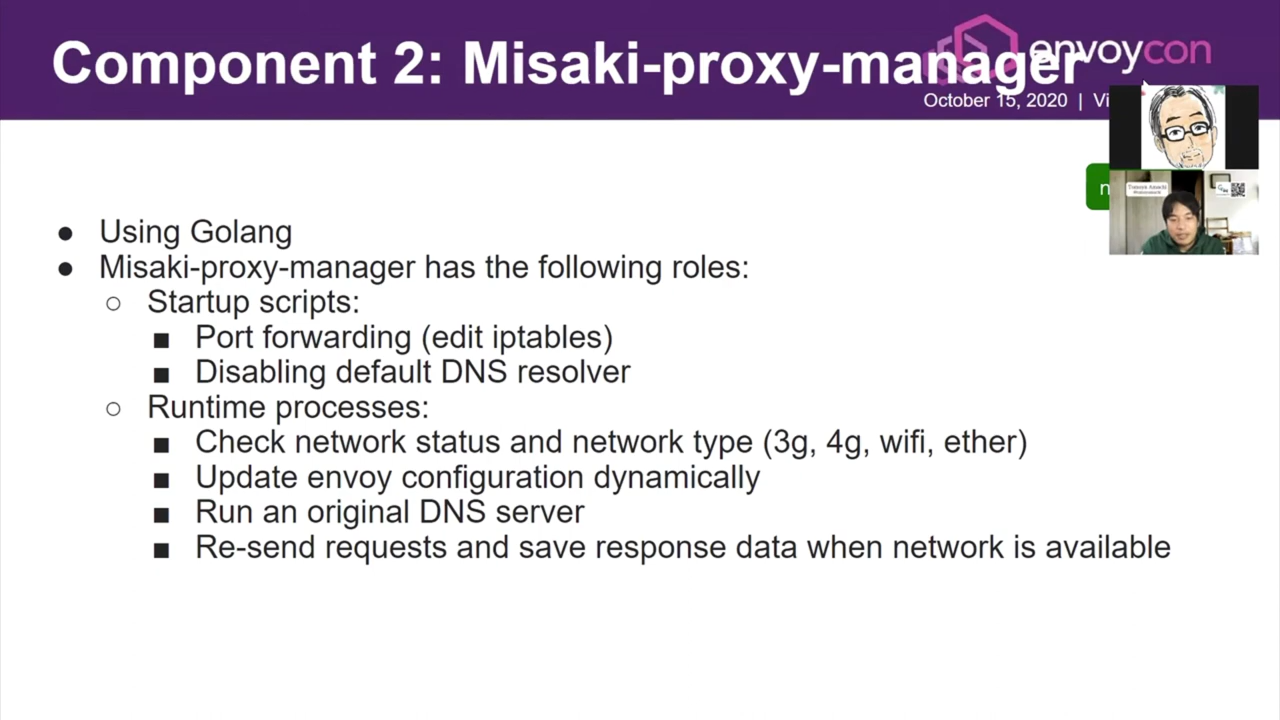 Component 2: Misaki-proxy-manager
envoycon
October 15, 2020 | Vi
● Using Golang
● Misaki-proxy-manager has the following roles:
○ Startup scripts:
■ Port forwarding (edit iptables)
■ Disabling default DNS resolver
○ Runtime processes:
■ Check network status and network type (3g, 4g, wifi, ether)
■ Update envoy configuration dynamically
■ Run an original DNS server
■ Re-send requests and save response data when network is available